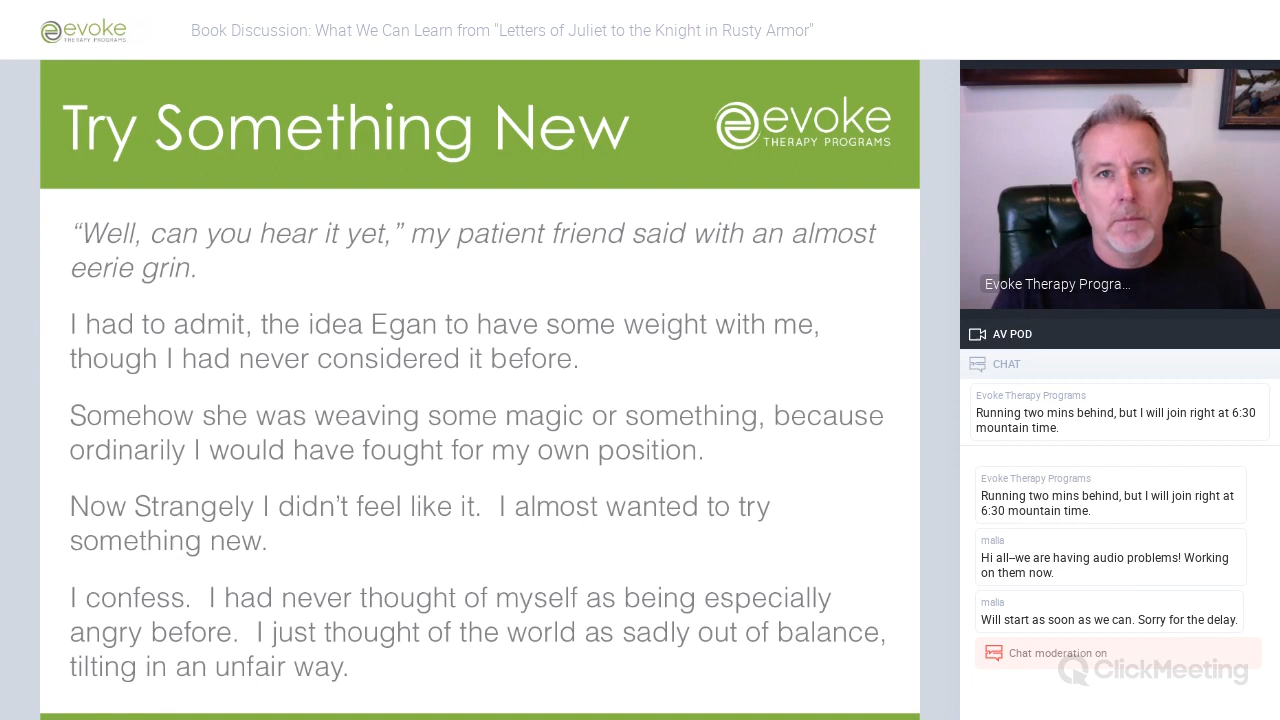 evoke
THERAPY PROGRAMS
Book Discussion: What We Can Learn from "Letters of Juliet to the Knight in Rusty Armor"
Try Something New
evoke
THERAPY PROGRAMS
“Well, can you hear it yet,” my patient friend said with an almost
eerie grin.
I had to admit, the idea Egan to have some weight with me,
though I had never considered it before.
Somehow she was weaving some magic or something, because
ordinarily I would have fought for my own position.
Now Strangely I didn’t feel like it.  I almost wanted to try
something new.
I confess.  I had never thought of myself as being especially
angry before.  I just thought of the world as sadly out of balance,
tilting in an unfair way.
Evoke Therapy Progra...
AV POD
CHAT
Evoke Therapy Programs
Running two mins behind, but I will join right at 6:30
mountain time.
Evoke Therapy Programs
Running two mins behind, but I will join right at
6:30 mountain time.
malia
Hi all--we are having audio problems! Working
on them now.
malia
Will start as soon as we can. Sorry for the delay.
Chat moderation on
ClickMeeting